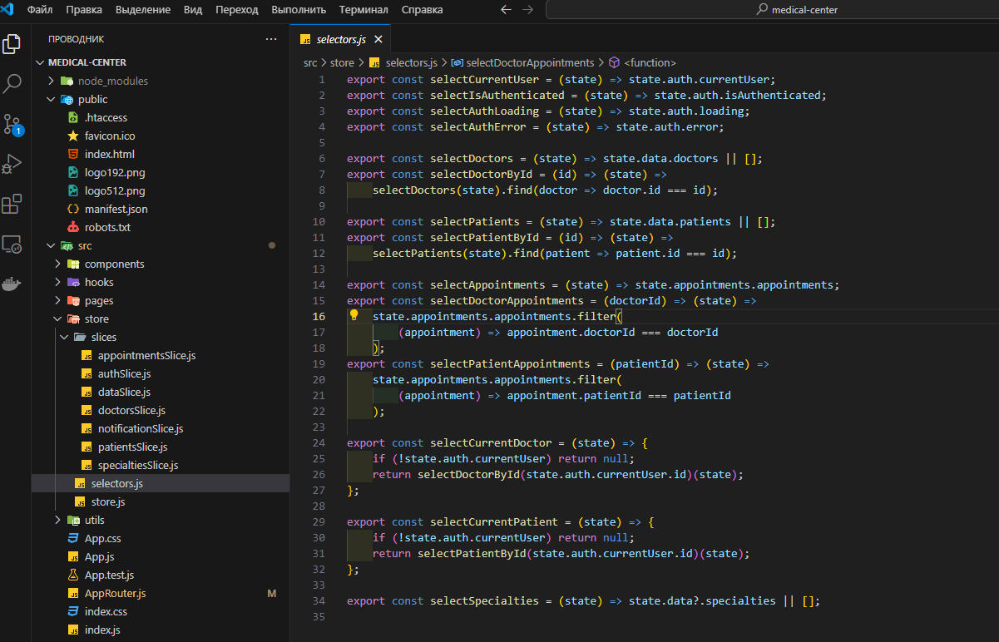 Файл Правка Выделение Вид Переход Выполнить Терминал Справка medical-center
ПРОВОДНИК ···
MEDICAL-CENTER
node_modules
public
.htaccess
favicon.ico
index.html
logo192.png
logo512.png
manifest.json
robots.txt
src
components
hooks
pages
store
slices
appointmentsSlice.js
authSlice.js
dataSlice.js
doctorsSlice.js
notificationSlice.js
patientsSlice.js
specialtiesSlice.js
selectors.js
store.js
utils
App.css
App.js
App.test.js
AppRouter.js M
index.css
index.js
1
JS selectors.js
src > store > JS selectors.js > selectDoctorAppointments > <function>
1 export const selectCurrentUser = (state) => state.auth.currentUser;
2 export const selectIsAuthenticated = (state) => state.auth.isAuthenticated;
3 export const selectAuthLoading = (state) => state.auth.loading;
4 export const selectAuthError = (state) => state.auth.error;
5
6 export const selectDoctors = (state) => state.data.doctors || [];
7 export const selectDoctorById = (id) => (state) =>
8     selectDoctors(state).find(doctor => doctor.id === id);
9
10 export const selectPatients = (state) => state.data.patients || [];
11 export const selectPatientById = (id) => (state) =>
12     selectPatients(state).find(patient => patient.id === id);
13
14 export const selectAppointments = (state) => state.appointments.appointments;
15 export const selectDoctorAppointments = (doctorId) => (state) =>
16     state.appointments.appointments.filter(
17         (appointment) => appointment.doctorId === doctorId
18     );
19 export const selectPatientAppointments = (patientId) => (state) =>
20     state.appointments.appointments.filter(
21         (appointment) => appointment.patientId === patientId
22     );
23
24 export const selectCurrentDoctor = (state) => {
25     if (!state.auth.currentUser) return null;
26     return selectDoctorById(state.auth.currentUser.id)(state);
27 };
28
29 export const selectCurrentPatient = (state) => {
30     if (!state.auth.currentUser) return null;
31     return selectPatientById(state.auth.currentUser.id)(state);
32 };
33
34 export const selectSpecialties = (state) => state.data?.specialties || [];
35